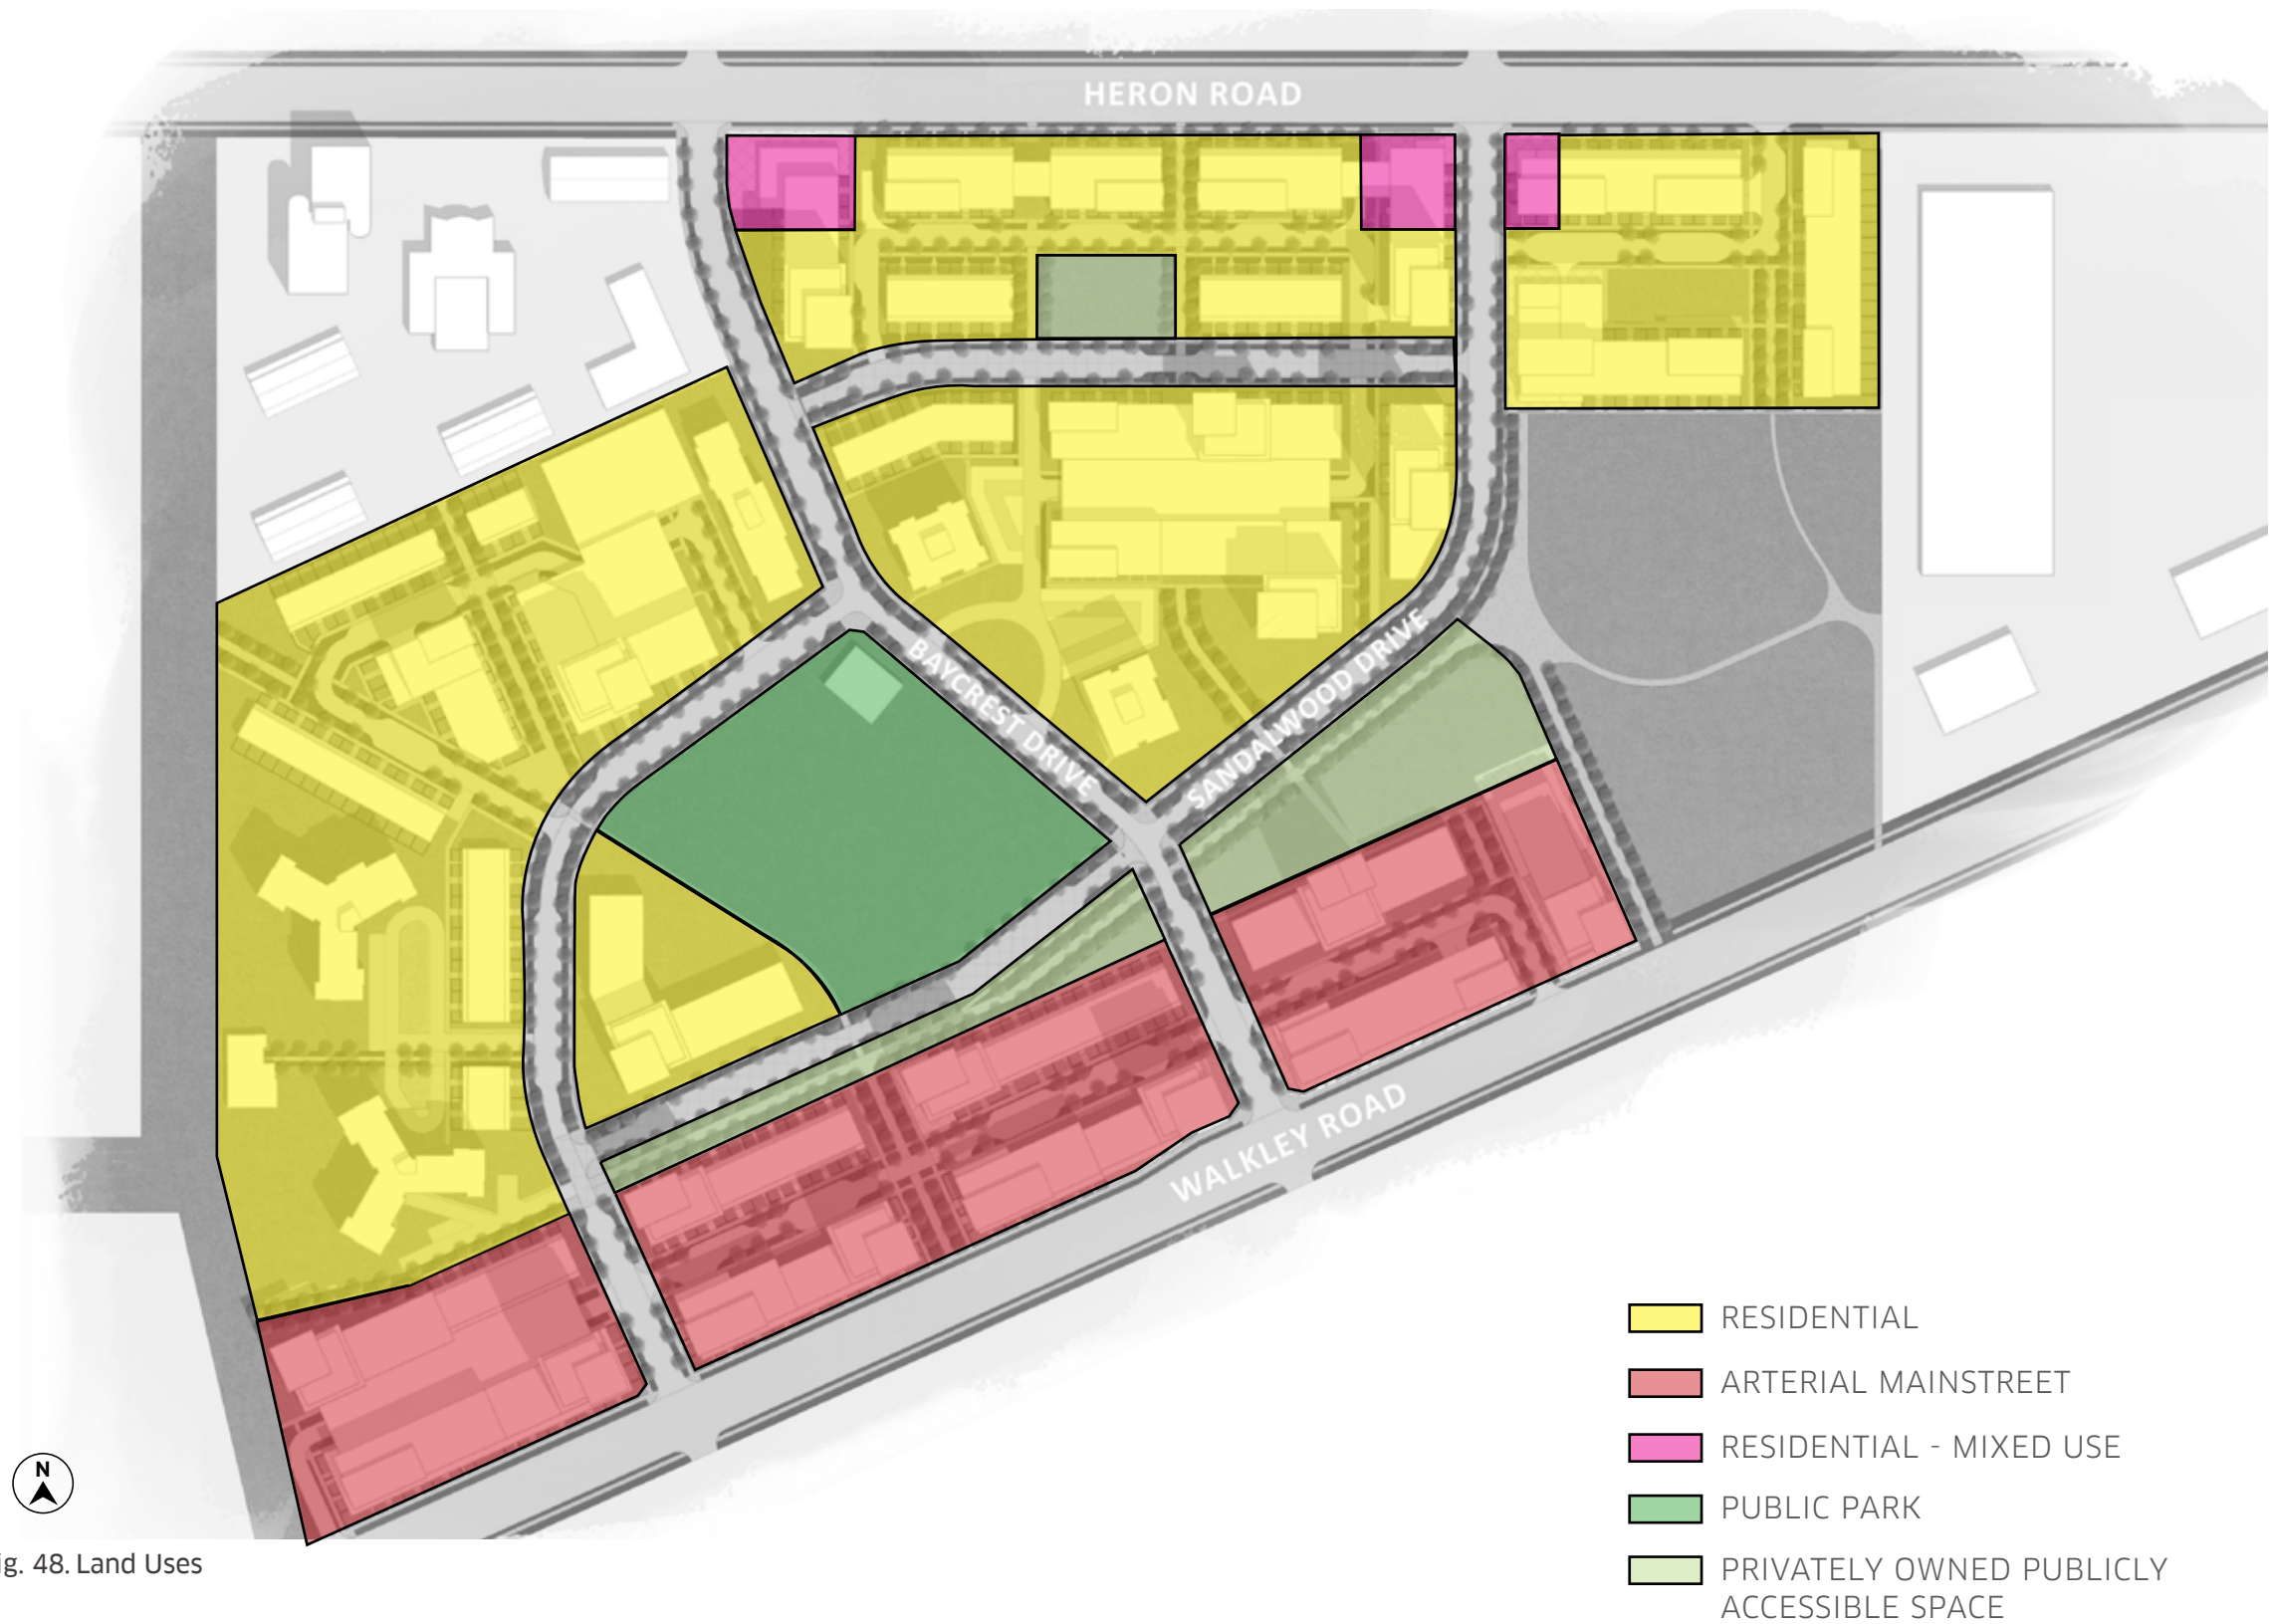 HERON ROAD
BAYCREST DRIVE
SANDALWOOD DRIVE
WALKLEY ROAD
RESIDENTIAL
ARTERIAL MAINSTREET
RESIDENTIAL - MIXED USE
PUBLIC PARK
PRIVATELY OWNED PUBLICLY
ACCESSIBLE SPACE
N
ig. 48. Land Uses